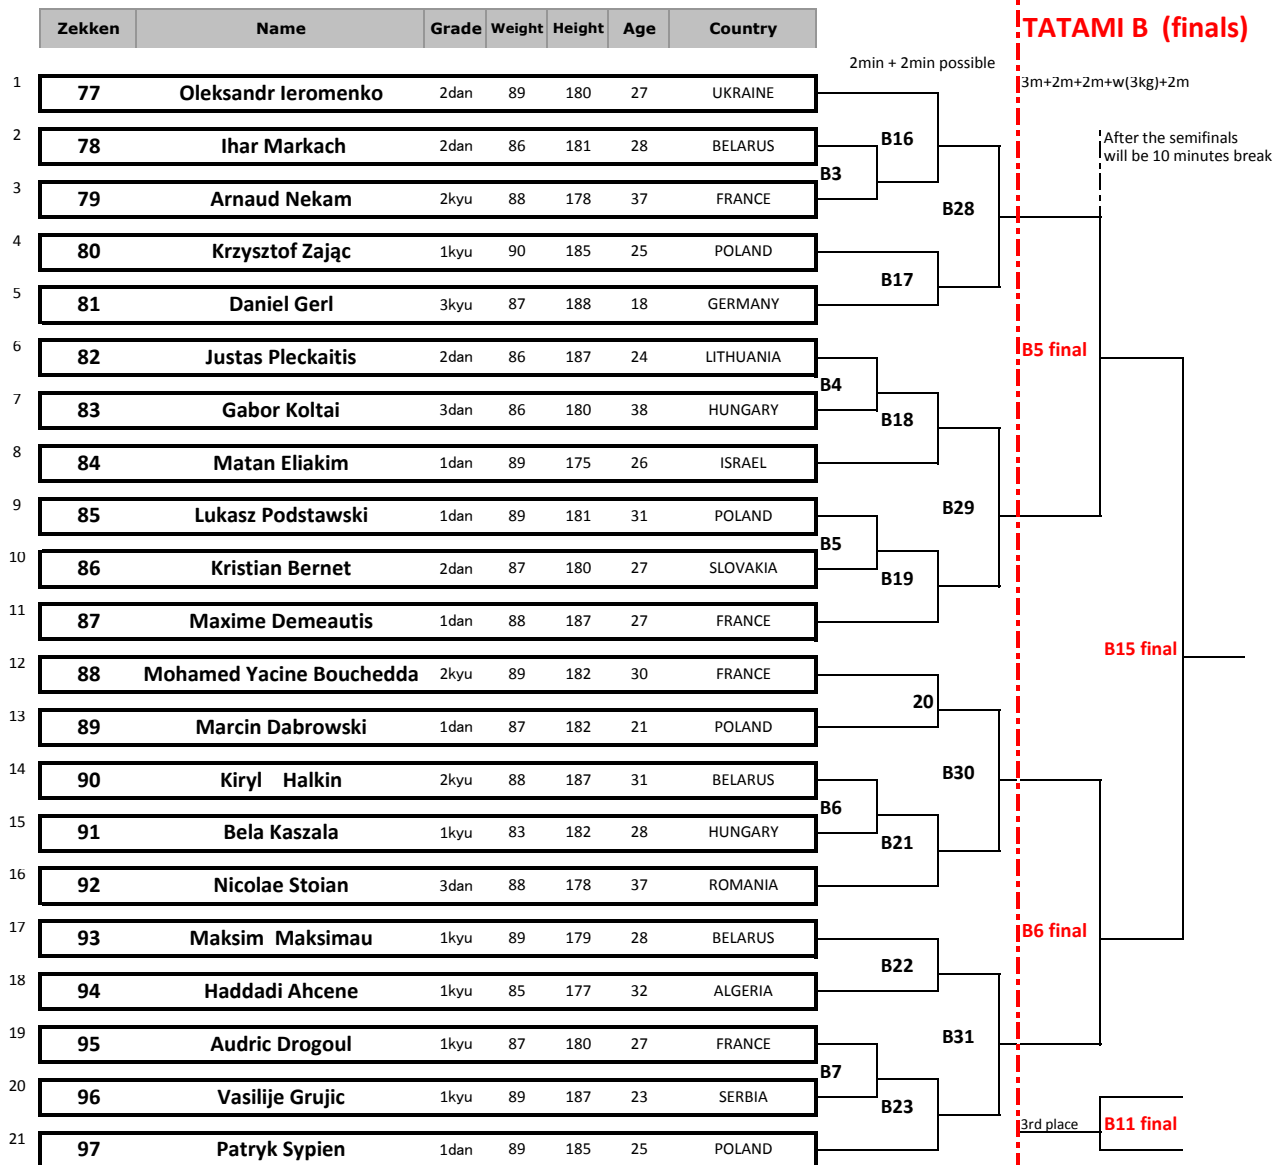 TATAMI B (finals)
Zekken Name Grade Weight Height Age Country
2min + 2min possible
3m+2m+2m+w(3kg)+2m
1 77 Oleksandr Ieromenko 2dan 89 180 27 UKRAINE
After the semifinals
will be 10 minutes break
B16
2 78 Ihar Markach 2dan 86 181 28 BELARUS
B3
3 79 Arnaud Nekam 2kyu 88 178 37 FRANCE
B28
4 80 Krzysztof Zając 1kyu 90 185 25 POLAND
B17
5 81 Daniel Gerl 3kyu 87 188 18 GERMANY
B5 final
6 82 Justas Pleckaitis 2dan 86 187 24 LITHUANIA
B4
7 83 Gabor Koltai 3dan 86 180 38 HUNGARY
B18
8 84 Matan Eliakim 1dan 89 175 26 ISRAEL
B29
9 85 Lukasz Podstawski 1dan 89 181 31 POLAND
B5
10 86 Kristian Bernet 2dan 87 180 27 SLOVAKIA
B19
11 87 Maxime Demeautis 1dan 88 187 27 FRANCE
B15 final
12 88 Mohamed Yacine Bouchedda 2kyu 89 182 30 FRANCE
20
13 89 Marcin Dabrowski 1dan 87 182 21 POLAND
B30
14 90 Kiryl Halkin 2kyu 88 187 31 BELARUS
B6
15 91 Bela Kaszala 1kyu 83 182 28 HUNGARY
B21
16 92 Nicolae Stoian 3dan 88 178 37 ROMANIA
B6 final
17 93 Maksim Maksimau 1kyu 89 179 28 BELARUS
B22
18 94 Haddadi Ahcene 1kyu 85 177 32 ALGERIA
B31
19 95 Audric Drogoul 1kyu 87 180 27 FRANCE
B7
20 96 Vasilije Grujic 1kyu 89 187 23 SERBIA
B23
3rd place B11 final
21 97 Patryk Sypien 1dan 89 185 25 POLAND